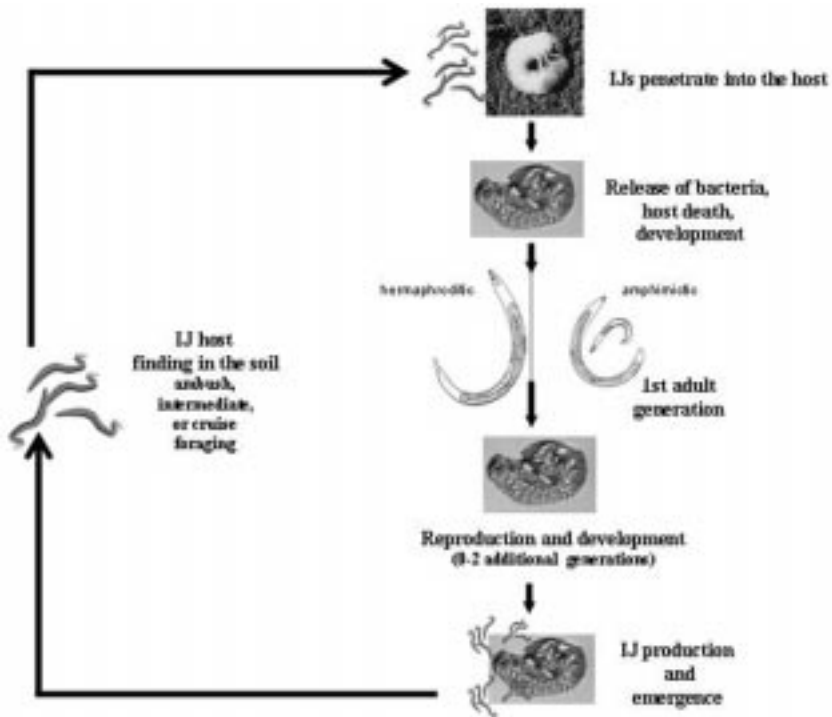 IJs penetrate into the host
Release of bacteria,
host death,
development
hermaphroditic
amphimistic
1st adult
generation
IJ host
finding in the soil
ambush,
intermediate,
or cruise
foraging
Reproduction and development
(0-2 additional generations)
IJ production
and
emergence